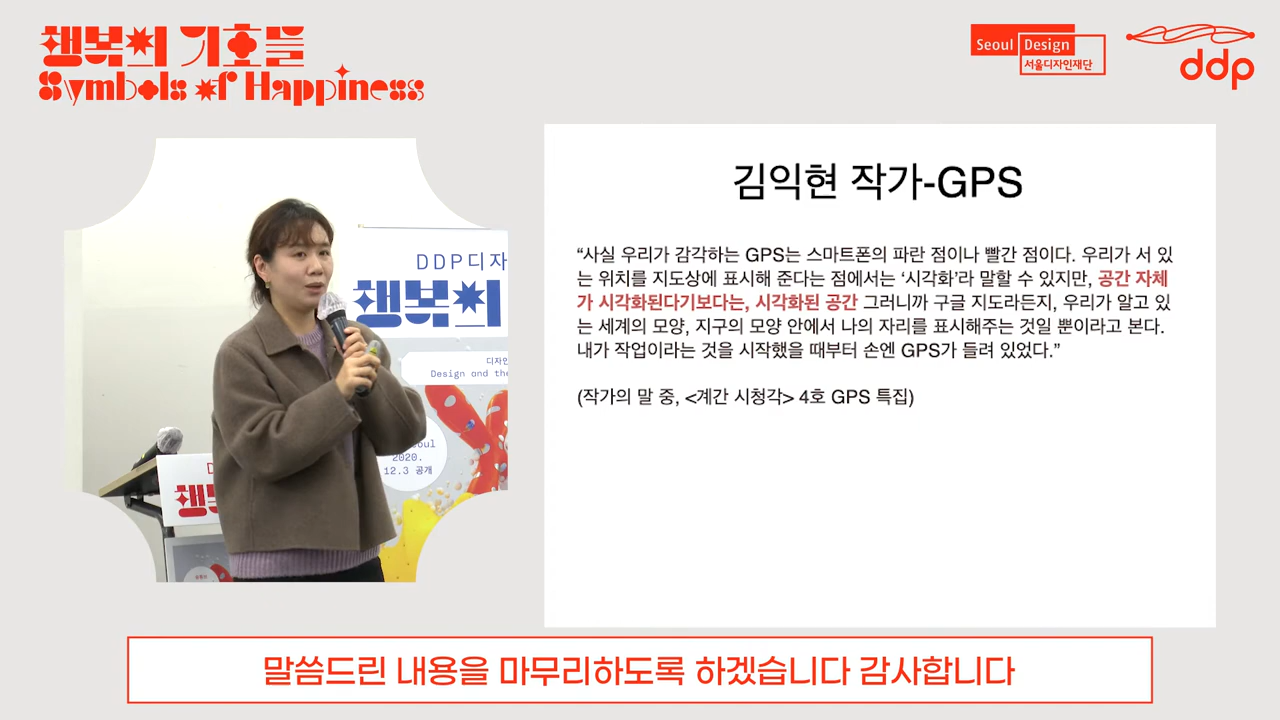 행복의 기호들
Symbols of Happiness
Seoul Design
서울디자인재단
ddp
DDP디자
행복의
디자인
Design and the
2020.
12.3 공개
김익현 작가-GPS
“사실 우리가 감각하는 GPS는 스마트폰의 파란 점이나 빨간 점이다. 우리가 서 있
는 위치를 지도상에 표시해 준다는 점에서는 ‘시각화’라 말할 수 있지만, 공간 자체
가 시각화된다기보다는, 시각화된 공간 그러니까 구글 지도라든지, 우리가 알고 있
는 세계의 모양, 지구의 모양 안에서 나의 자리를 표시해주는 것일 뿐이라고 본다.
내가 작업이라는 것을 시작했을 때부터 손엔 GPS가 들려 있었다.”
(작가의 말 중, <계간 시청각> 4호 GPS 특집)
말씀드린 내용을 마무리하도록 하겠습니다 감사합니다